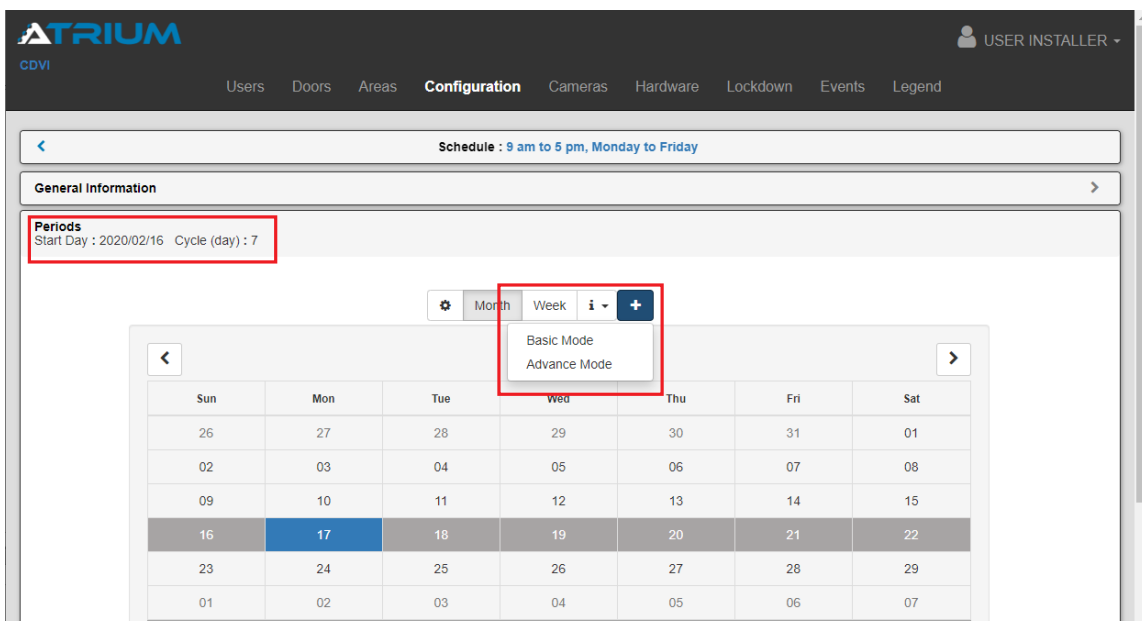 ATRIUM
CDVI
USER INSTALLER
Users Doors Areas Configuration Cameras Hardware Lockdown Events Legend
Schedule : 9 am to 5 pm, Monday to Friday
General Information
Periods
Start Day : 2020/02/16 Cycle (day) : 7
Month Week i +
Basic Mode
Advance Mode
Sun Mon Tue Wed Thu Fri Sat
26 27 28 29 30 31 01
02 03 04 05 06 07 08
09 10 11 12 13 14 15
16 17 18 19 20 21 22
23 24 25 26 27 28 29
01 02 03 04 05 06 07